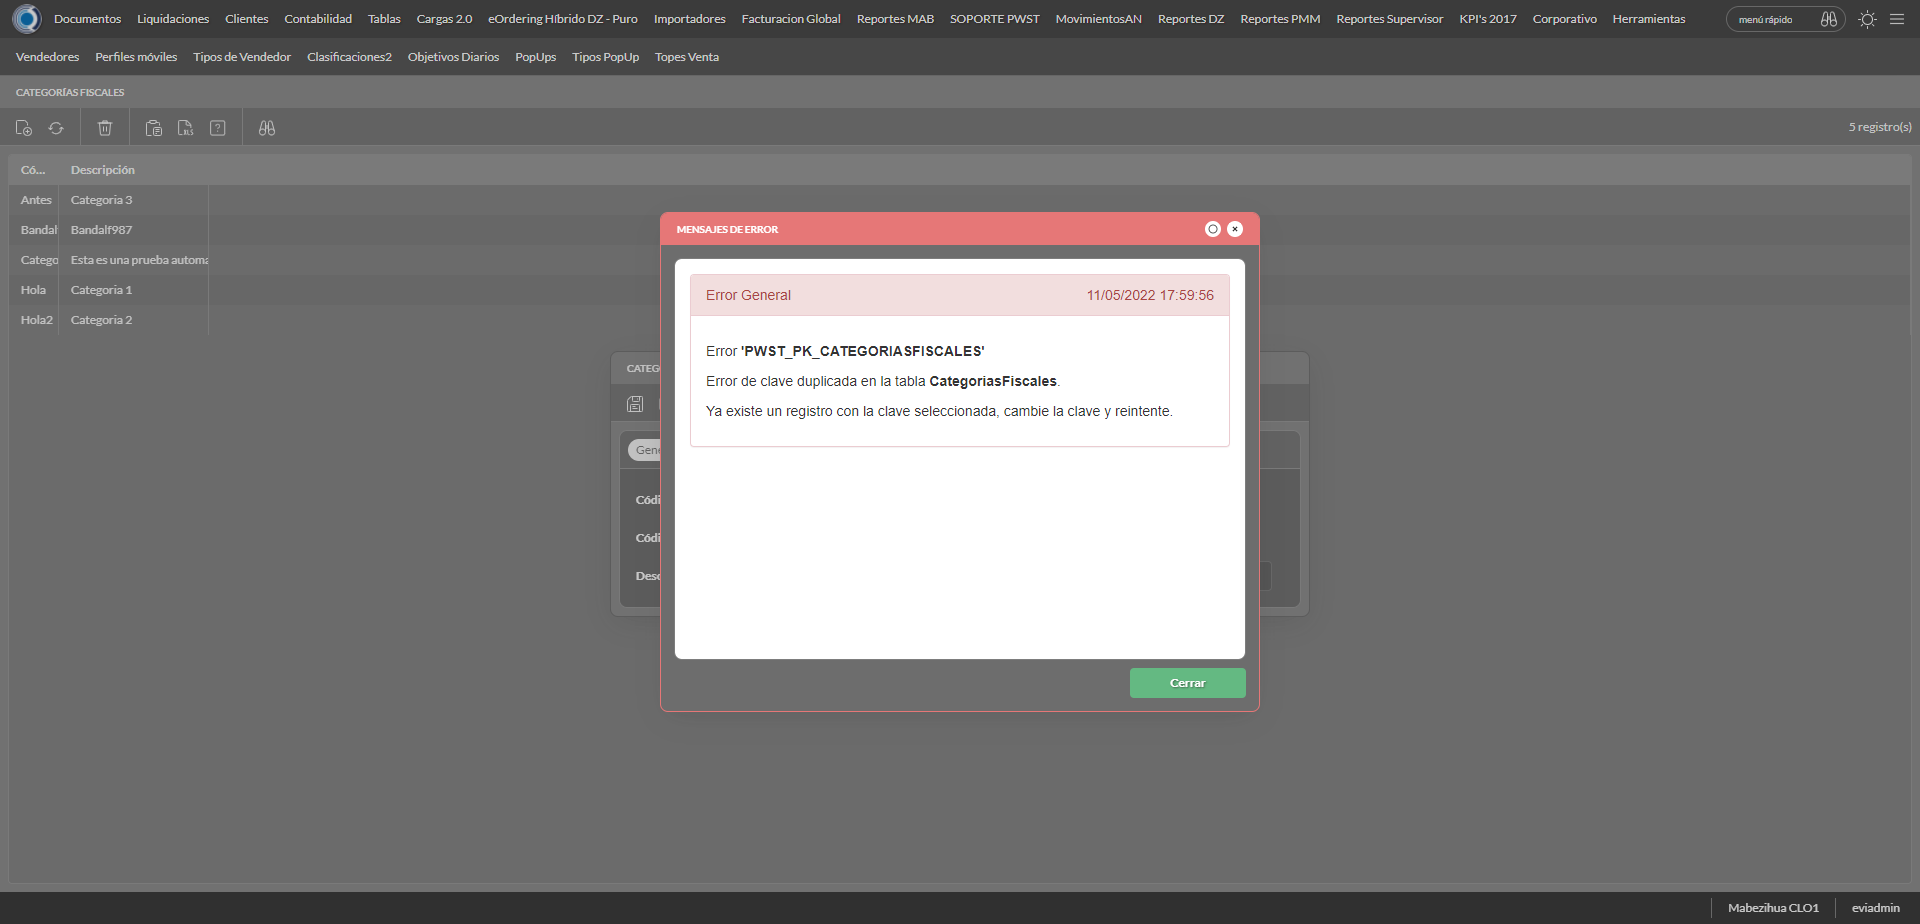 Documentos Liquidaciones Clientes Contabilidad Tablas Cargas 2.0 eOrdering Híbrido DZ - Puro Importadores Facturacion Global Reportes MAB SOPORTE PWST MovimientosAN Reportes DZ Reportes PMM Reportes Supervisor KPI's 2017 Corporativo Herramientas menú rápido
Vendedores Perfiles móviles Tipos de Vendedor Clasificaciones2 Objetivos Diarios PopUps Tipos PopUp Topes Venta
CATEGORÍAS FISCALES
XLS ? 5 registro(s)
Có... Descripción
Antes Categoria 3
Bandalf Bandalf987
Catego Esta es una prueba automa
Hola Categoria 1
Hola2 Categoria 2
MENSAJES DE ERROR
Error General 11/05/2022 17:59:56
Error 'PWST_PK_CATEGORIASFISCALES'
Error de clave duplicada en la tabla CategoriasFiscales.
Ya existe un registro con la clave seleccionada, cambie la clave y reintente.
CATEG
Gene
Códi
Códi
Desc
Cerrar
Mabezihua CLO1 eviadmin